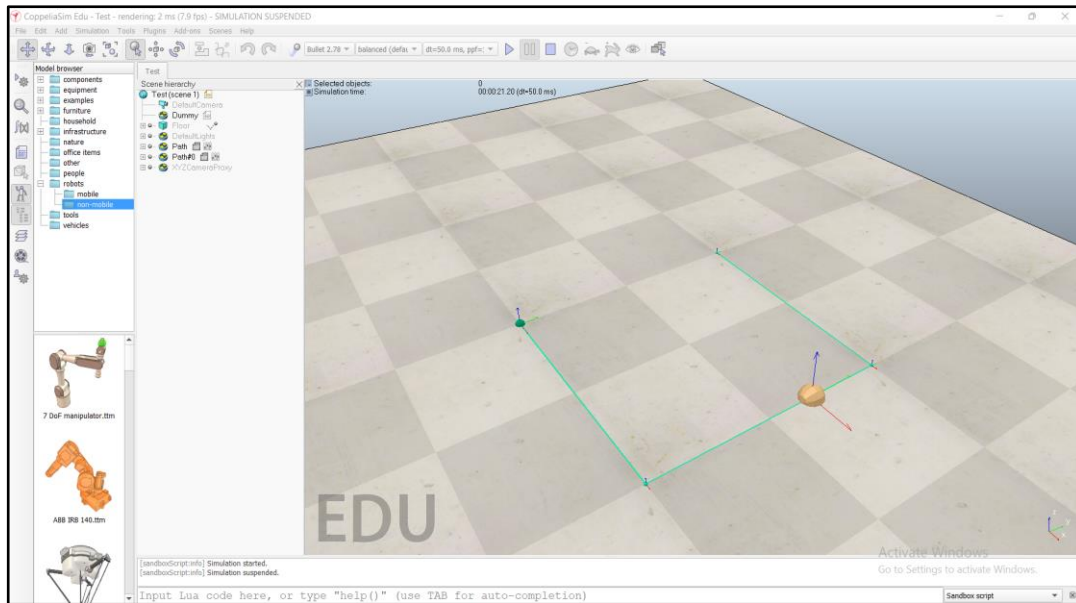 CoppeliaSim Edu - Test - rendering: 2 ms (7.9 fps) - SIMULATION SUSPENDED
File Edit Add Simulation Tools Plugins Add-ons Scenes Help
Bullet 2.78 balanced (defau dt=50.0 ms, ppf=:
Model browser
components
equipment
examples
furniture
household
infrastructure
nature
office items
other
people
robots
mobile
non-mobile
tools
vehicles
7 DoF manipulator.ttm
ABB IRB 140.ttm
Test
Scene hierarchy
Test (scene 1)
DefaultCamera
Dummy
Floor
DefaultLights
Path
Path#0
XYZCameraProxy
Selected objects: 0
Simulation time: 00:00:21.20 (dt=50.0 ms)
EDU
Activate Windows
Go to Settings to activate Windows.
[sandboxScript:info] Simulation started.
[sandboxScript:info] Simulation suspended.
Input Lua code here, or type "help()" (use TAB for auto-completion)
Sandbox script